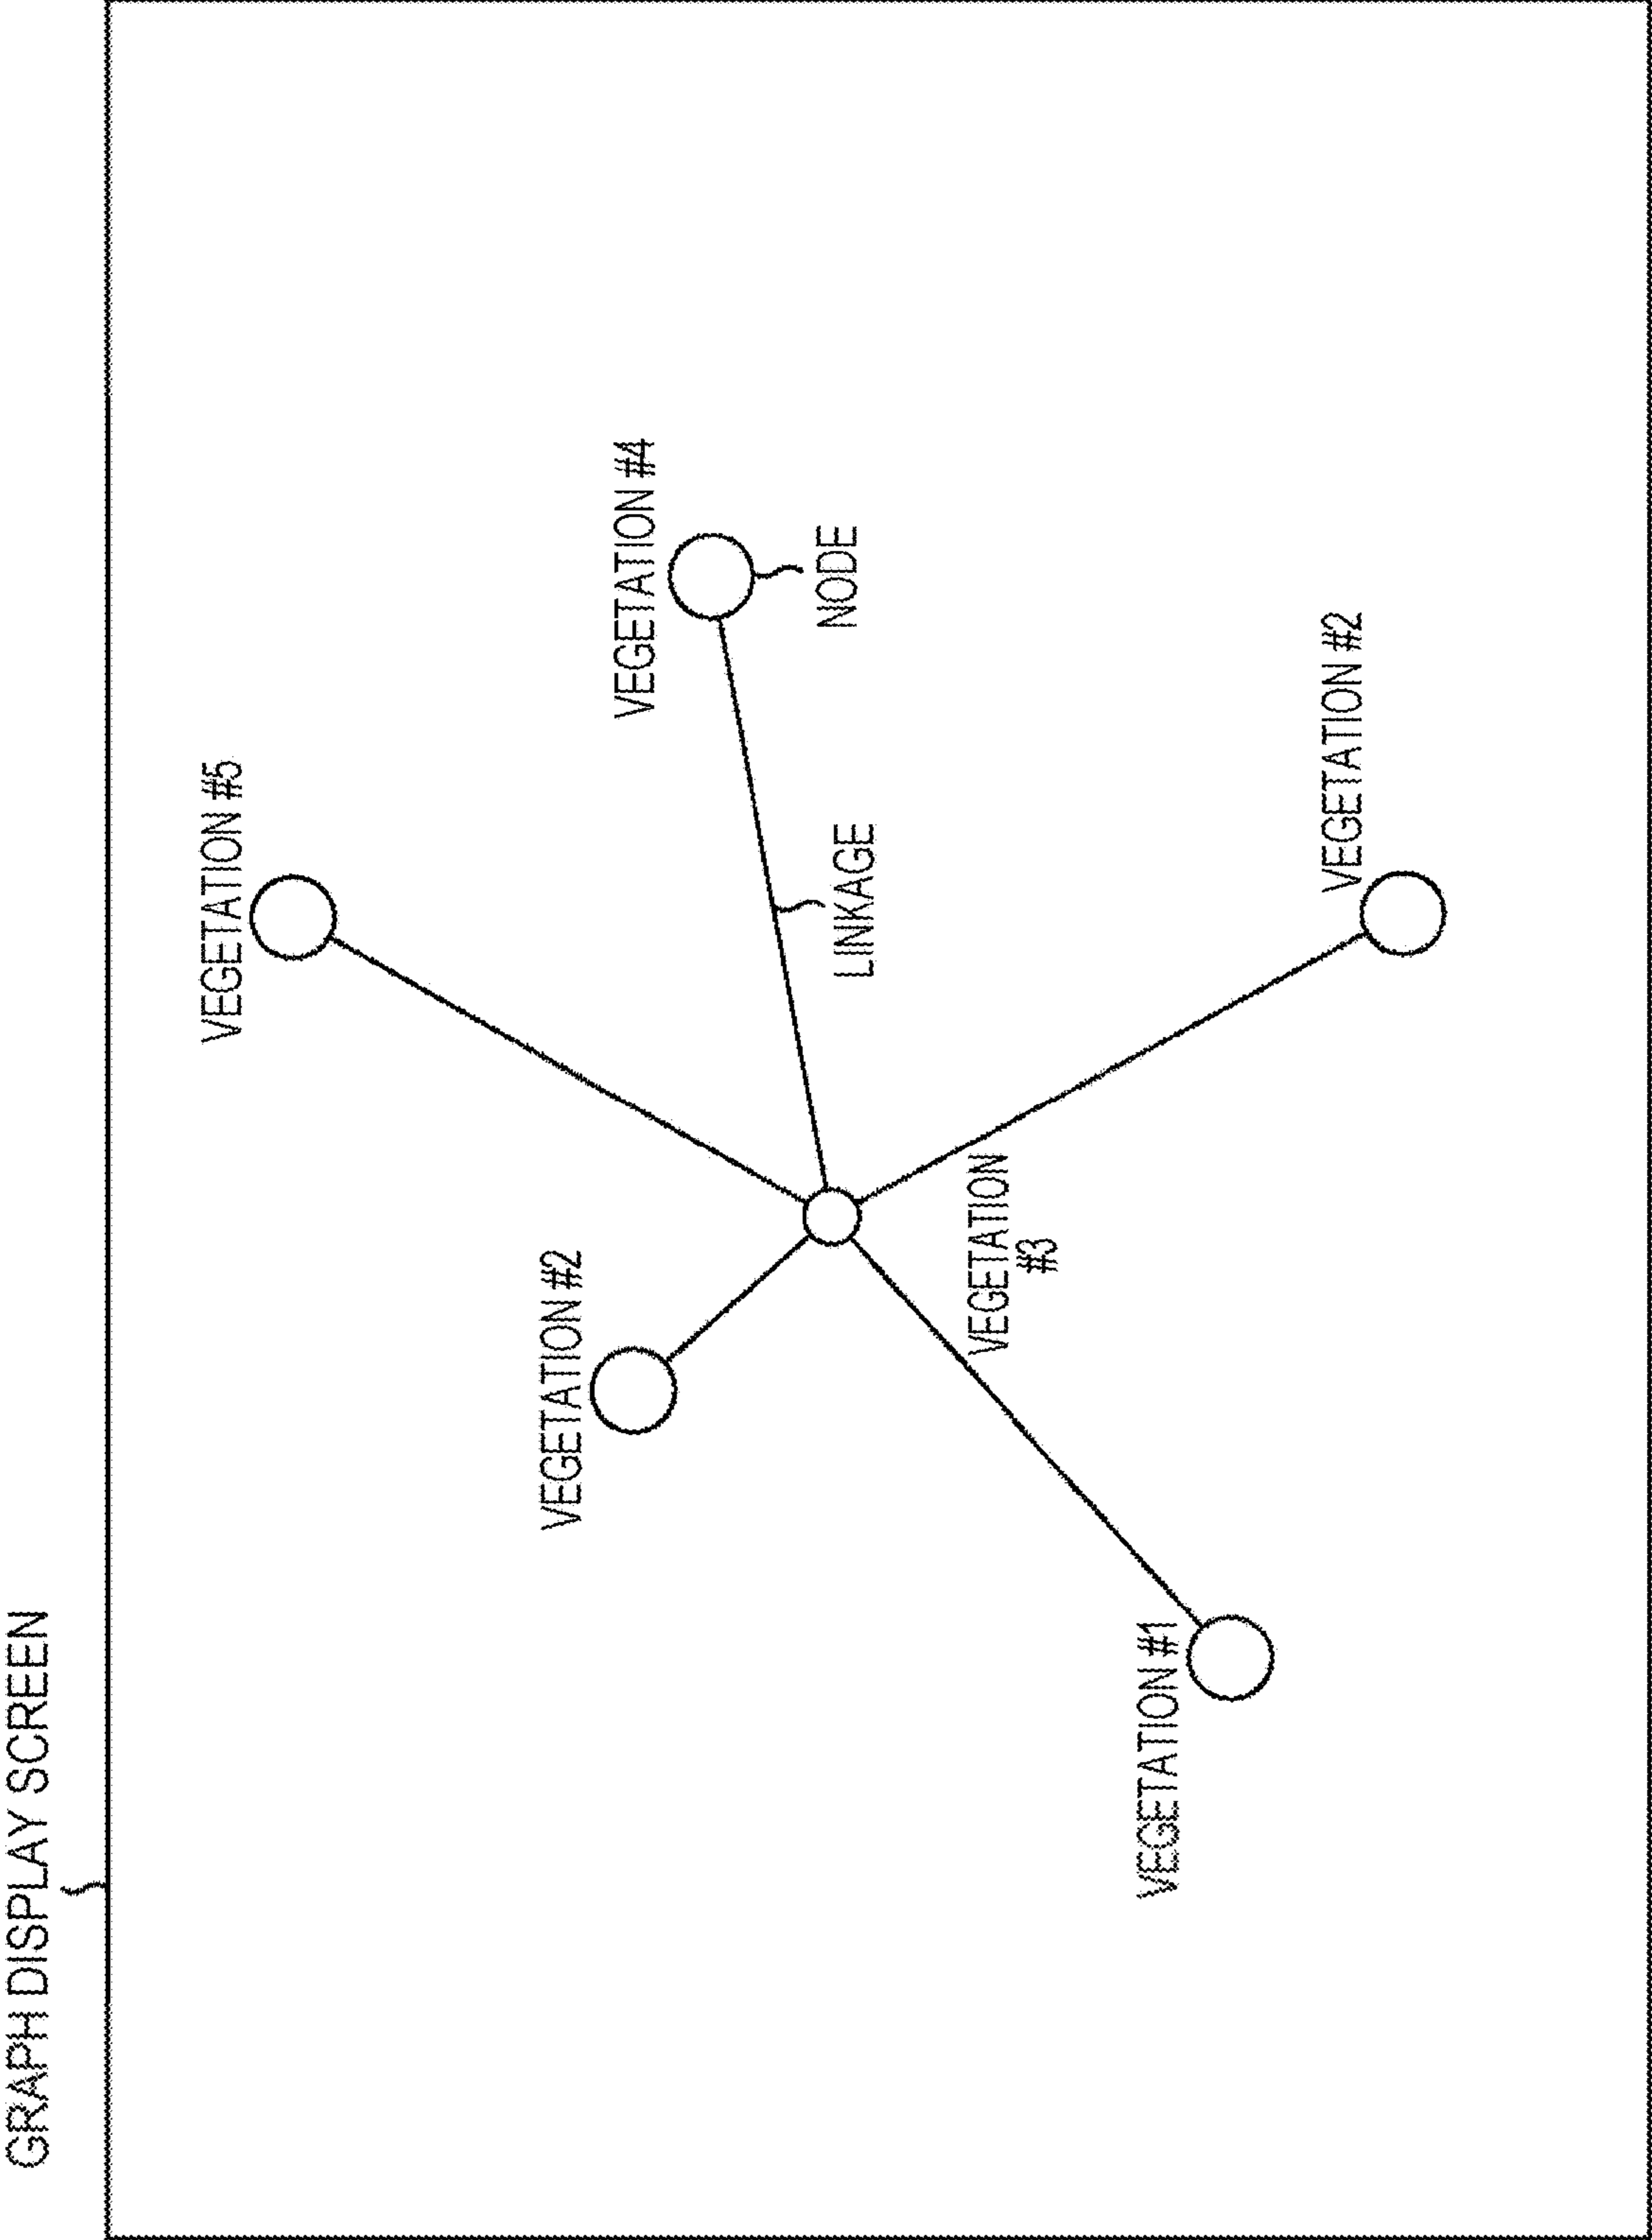 GRAPH DISPLAY SCREEN
VEGETATION #5
VEGETATION #2
VEGETATION #4
NODE
LINKAGE
VEGETATION
#3
VEGETATION #1
VEGETATION #2